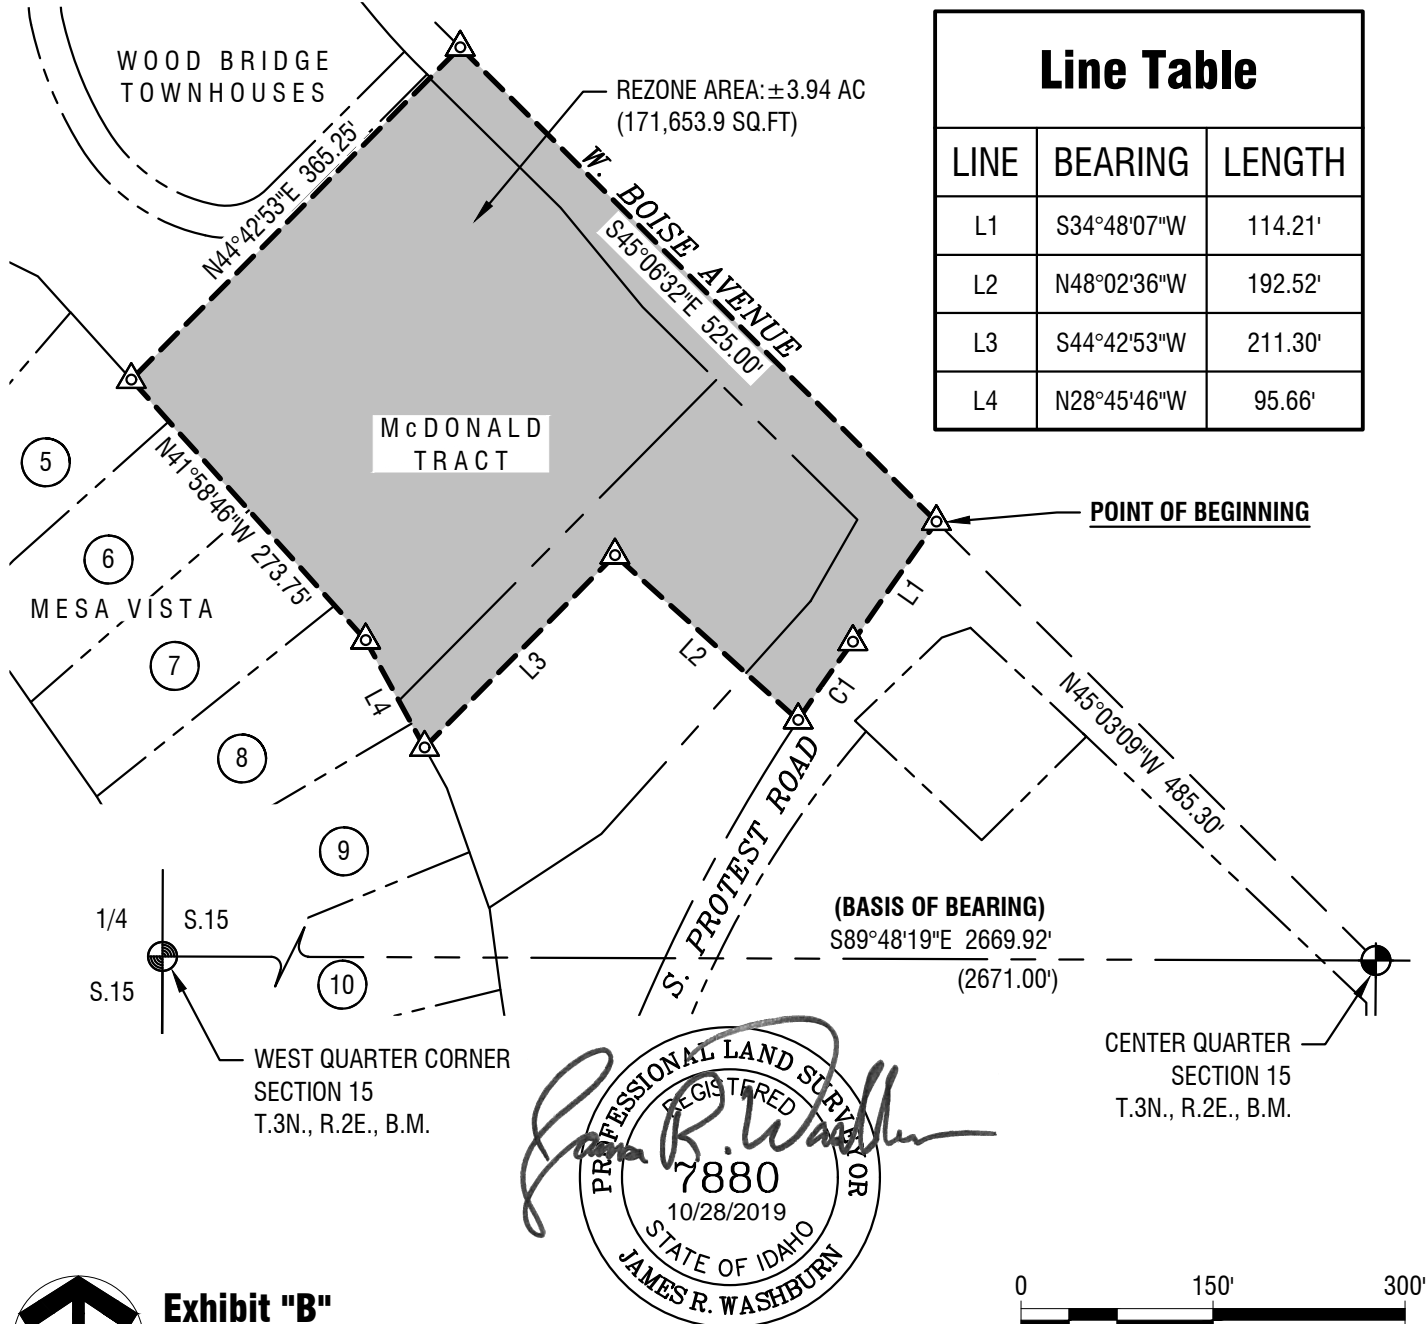 WOOD BRIDGE
TOWNHOUSES
REZONE AREA: ±3.94 AC
(171,653.9 SQ.FT)
Line Table
LINE BEARING LENGTH
L1 S34°48'07"W 114.21'
L2 N48°02'36"W 192.52'
L3 S44°42'53"W 211.30'
L4 N28°45'46"W 95.66'
N44°42'53"E 365.25'
W. BOISE AVENUE
S45°06'32"E 525.00'
McDONALD
TRACT
N41°58'46"W 273.75'
POINT OF BEGINNING
5
6
MESA VISTA
7
8
9
10
L1
L2
L3
L4
C1
N45°03'09"W 485.30'
S. PROTEST ROAD
(BASIS OF BEARING)
S89°48'19"E 2669.92'
(2671.00')
1/4 S.15
S.15
WEST QUARTER CORNER
SECTION 15
T.3N., R.2E., B.M.
CENTER QUARTER
SECTION 15
T.3N., R.2E., B.M.
PROFESSIONAL LAND SURVEYOR
REGISTERED
7880
10/28/2019
STATE OF IDAHO
JAMES R. WASHBURN
Exhibit "B"
0 150' 300'